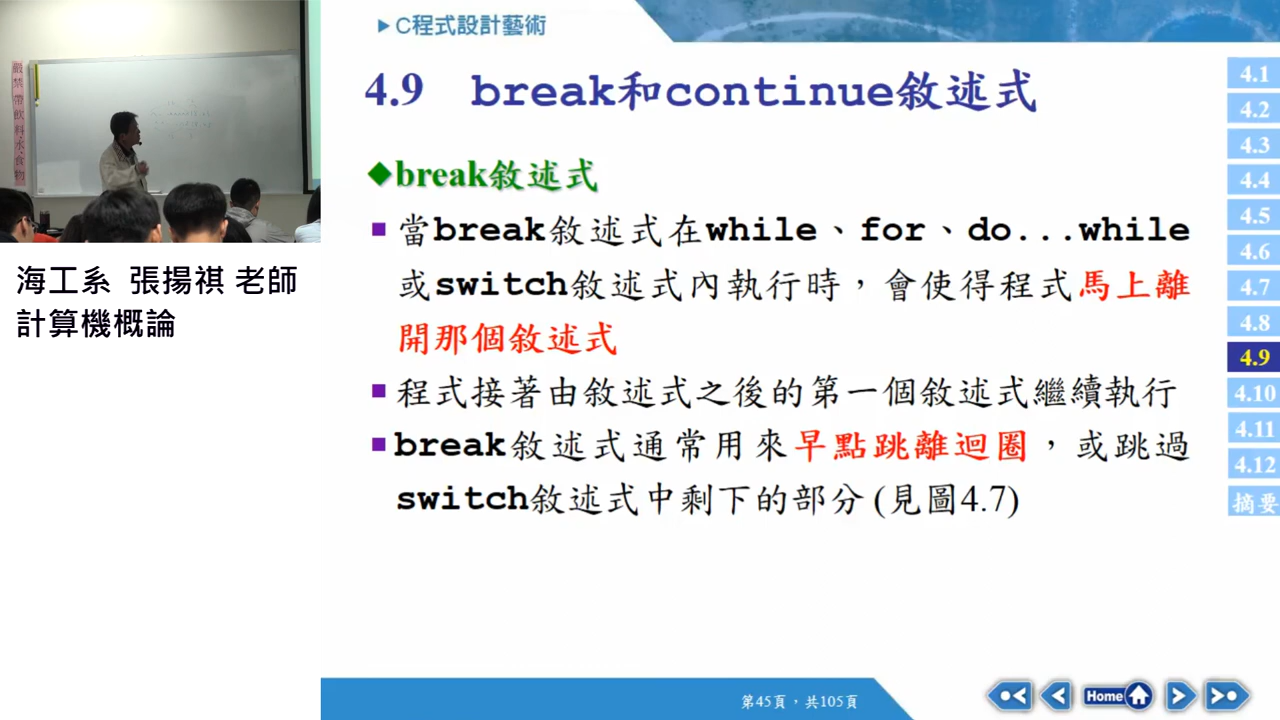 嚴禁帶飲料.水.食物
海工系 張揚祺 老師
計算機概論
C程式設計藝術
4.9 break和continue敘述式
break敘述式
當break敘述式在while、for、do...while
或switch敘述式內執行時，會使得程式馬上離
開那個敘述式
程式接著由敘述式之後的第一個敘述式繼續執行
break敘述式通常用來早點跳離迴圈，或跳過
switch敘述式中剩下的部分 (見圖4.7)
4.1
4.2
4.3
4.4
4.5
4.6
4.7
4.8
4.9
4.10
4.11
4.12
摘要
第45頁，共105頁
Home